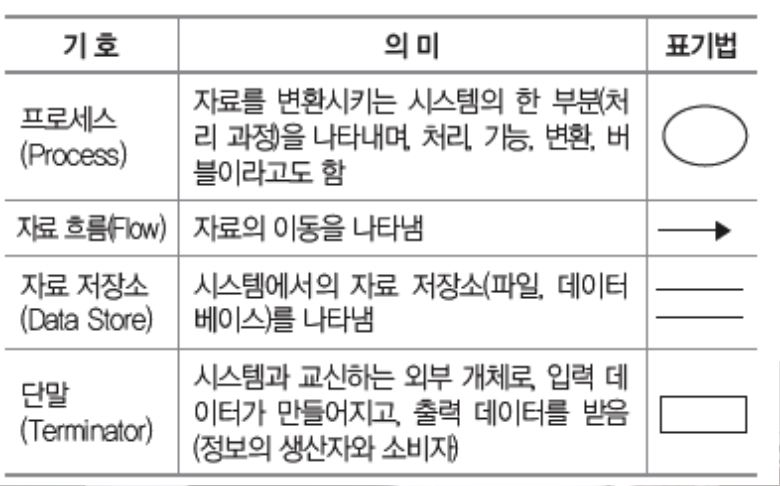 기 호 의 미 표기법
프로세스
(Process)
자료를 변환시키는 시스템의 한 부분(처
리 과정)을 나타내며, 처리, 기능, 변환, 버
블이라고도 함
자료 흐름(Flow) 자료의 이동을 나타냄
자료 저장소
(Data Store)
시스템에서의 자료 저장소(파일, 데이터
베이스)를 나타냄
단말
(Terminator)
시스템과 교신하는 외부 개체로, 입력 데
이터가 만들어지고, 출력 데이터를 받음
(정보의 생산자와 소비자)